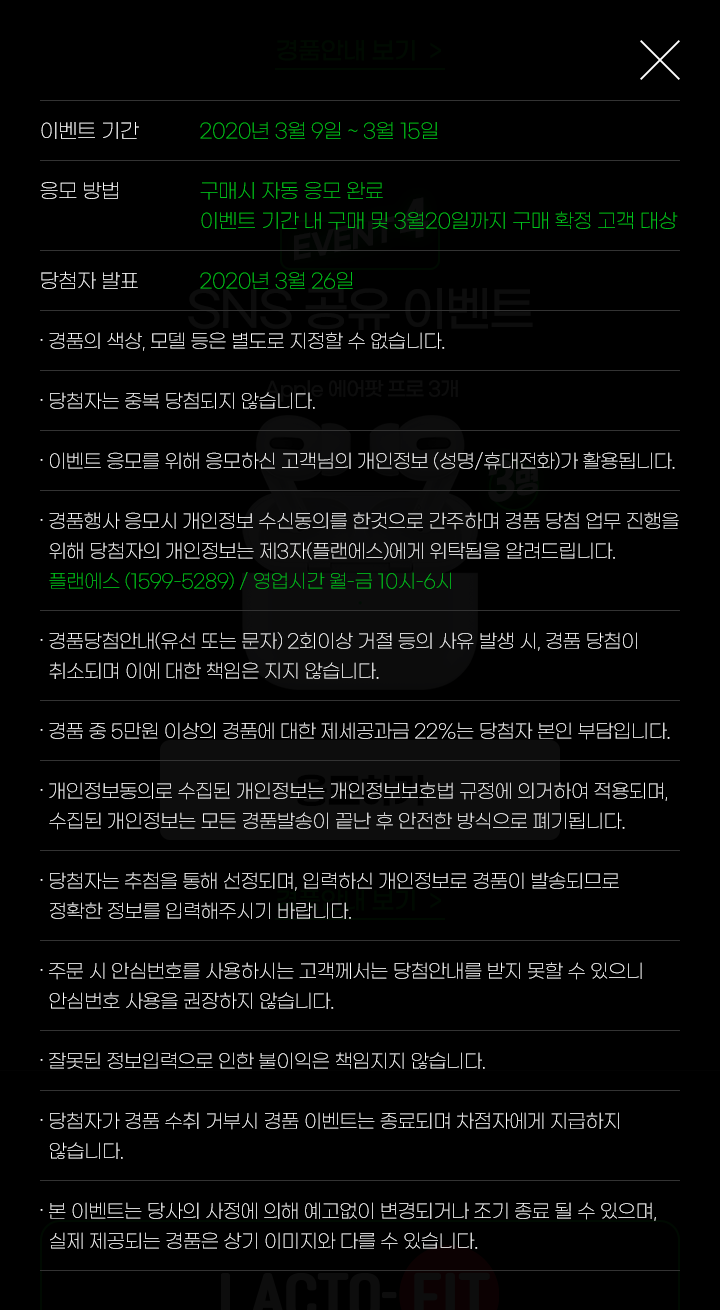 경품안내 보기 >
이벤트 기간 2020년 3월 9일 ~ 3월 15일
응모 방법 구매시 자동 응모 완료
이벤트 기간 내 구매 및 3월20일까지 구매 확정 고객 대상
EVENT 4
당첨자 발표 2020년 3월 26일
SNS 공유 이벤트
· 경품의 색상, 모델 등은 별도로 지정할 수 없습니다.
Apple 에어팟 프로 3개
· 당첨자는 중복 당첨되지 않습니다.
· 이벤트 응모를 위해 응모하신 고객님의 개인정보 (성명/휴대전화)가 활용됩니다.
3명
· 경품행사 응모시 개인정보 수신동의를 한것으로 간주하며 경품 당첨 업무 진행을
위해 당첨자의 개인정보는 제3자(플랜에스)에게 위탁됨을 알려드립니다.
플랜에스 (1599-5289) / 영업시간 월-금 10시-6시
· 경품당첨안내(유선 또는 문자) 2회이상 거절 등의 사유 발생 시, 경품 당첨이
취소되며 이에 대한 책임은 지지 않습니다.
· 경품 중 5만원 이상의 경품에 대한 제세공과금 22%는 당첨자 본인 부담입니다.
응모하기
· 개인정보동의로 수집된 개인정보는 개인정보보호법 규정에 의거하여 적용되며,
수집된 개인정보는 모든 경품발송이 끝난 후 안전한 방식으로 폐기됩니다.
· 당첨자는 추첨을 통해 선정되며, 입력하신 개인정보로 경품이 발송되므로
정확한 정보를 입력해주시기 바랍니다.
보기 >
· 주문 시 안심번호를 사용하시는 고객께서는 당첨안내를 받지 못할 수 있으니
안심번호 사용을 권장하지 않습니다.
· 잘못된 정보입력으로 인한 불이익은 책임지지 않습니다.
· 당첨자가 경품 수취 거부시 경품 이벤트는 종료되며 차점자에게 지급하지
않습니다.
· 본 이벤트는 당사의 사정에 의해 예고없이 변경되거나 조기 종료 될 수 있으며,
실제 제공되는 경품은 상기 이미지와 다를 수 있습니다.
LACTO-FIT